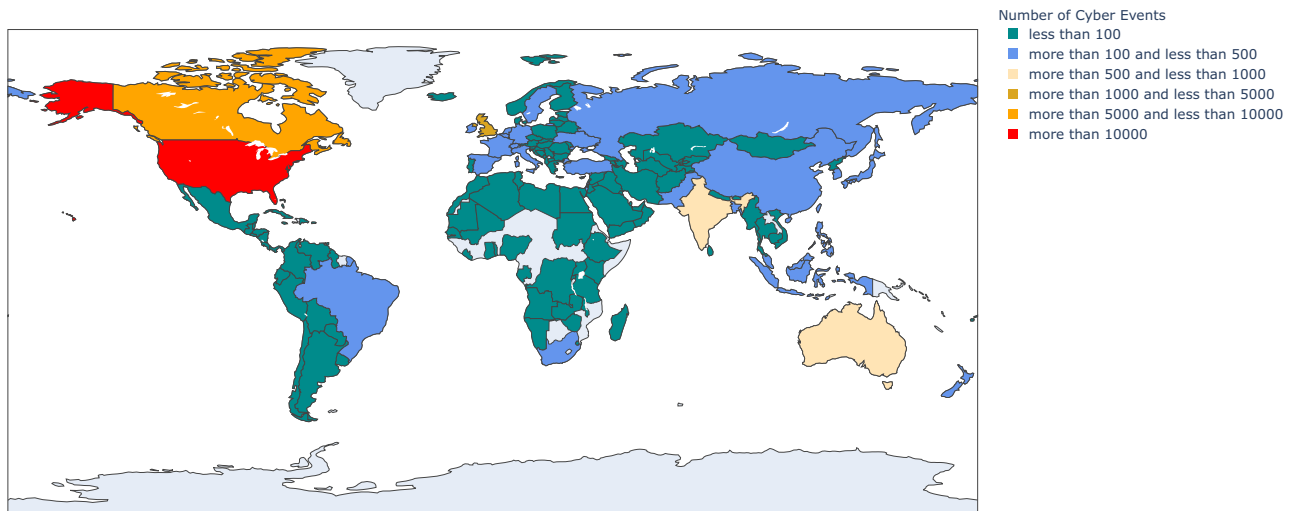 Number of Cyber Events
less than 100
more than 100 and less than 500
more than 500 and less than 1000
more than 1000 and less than 5000
more than 5000 and less than 10000
more than 10000